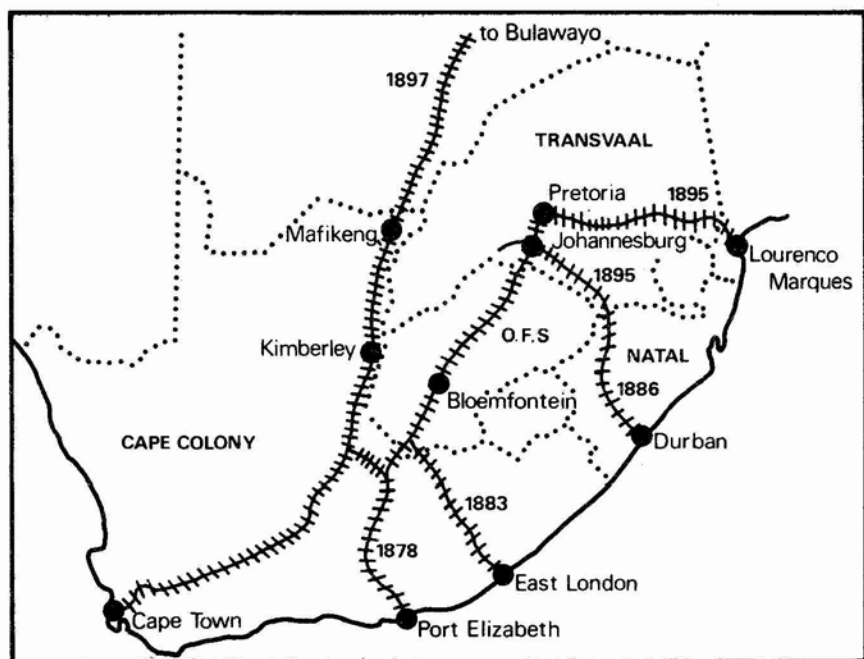 to Bulawayo
1897
TRANSVAAL
Pretoria
1895
Mafikeng
Johannesburg
Lourenco
Marques
1895
Kimberley
O.F.S
NATAL
1886
Bloemfontein
CAPE COLONY
Durban
1883
1878
East London
Cape Town
Port Elizabeth